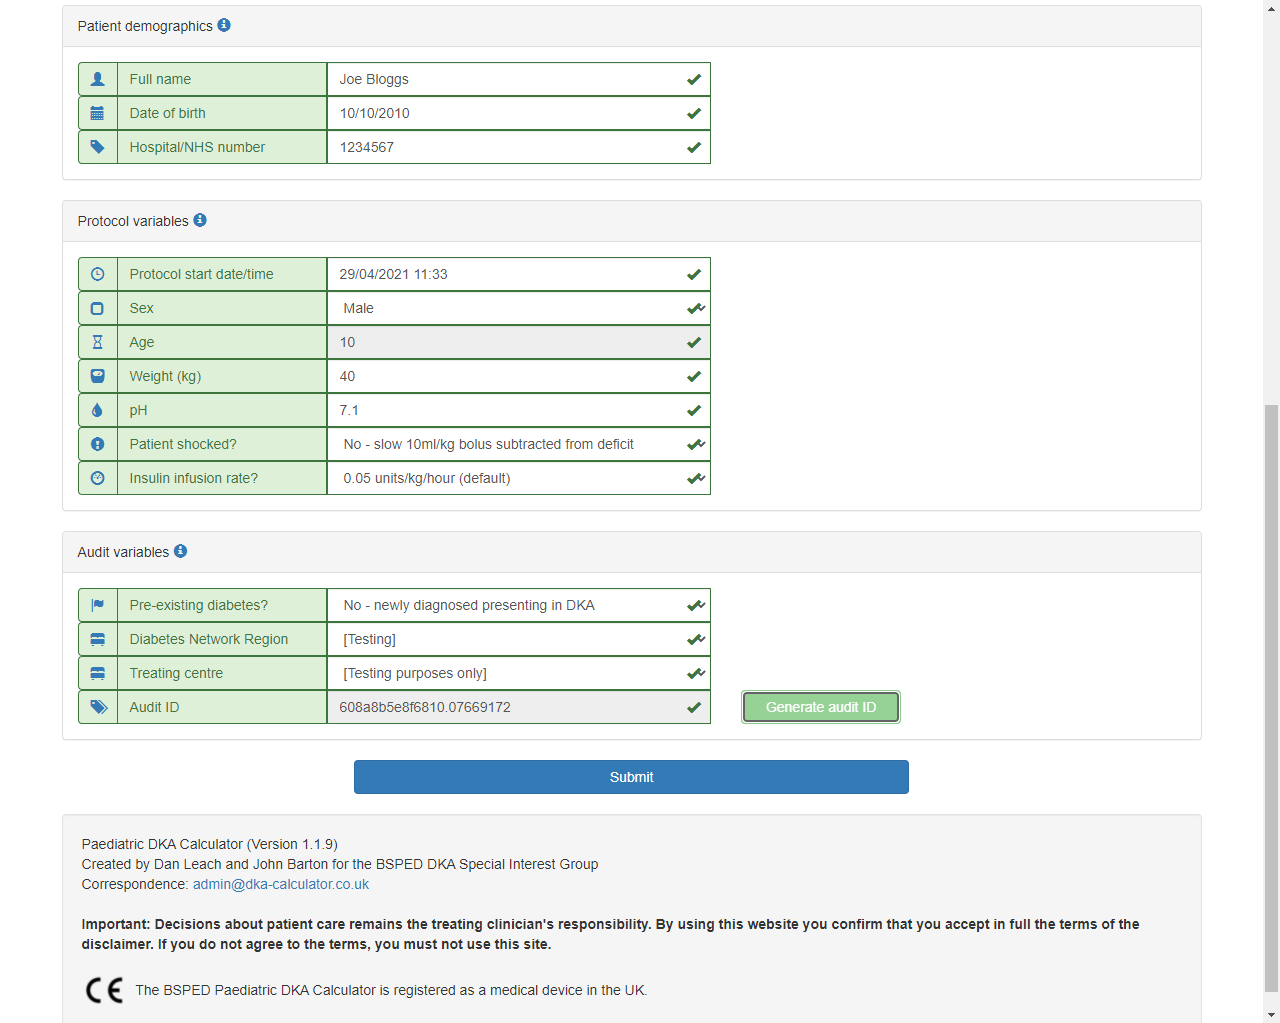 Patient demographics
Full name Joe Bloggs
Date of birth 10/10/2010
Hospital/NHS number 1234567
Protocol variables
Protocol start date/time 29/04/2021 11:33
Sex Male
Age 10
Weight (kg) 40
pH 7.1
Patient shocked? No - slow 10ml/kg bolus subtracted from deficit
Insulin infusion rate? 0.05 units/kg/hour (default)
Audit variables
Pre-existing diabetes? No - newly diagnosed presenting in DKA
Diabetes Network Region [Testing]
Treating centre [Testing purposes only]
Audit ID 608a8b5e8f6810.07669172 Generate audit ID
Submit
Paediatric DKA Calculator (Version 1.1.9)
Created by Dan Leach and John Barton for the BSPED DKA Special Interest Group
Correspondence: admin@dka-calculator.co.uk
Important: Decisions about patient care remains the treating clinician's responsibility. By using this website you confirm that you accept in full the terms of the
disclaimer. If you do not agree to the terms, you must not use this site.
CE The BSPED Paediatric DKA Calculator is registered as a medical device in the UK.